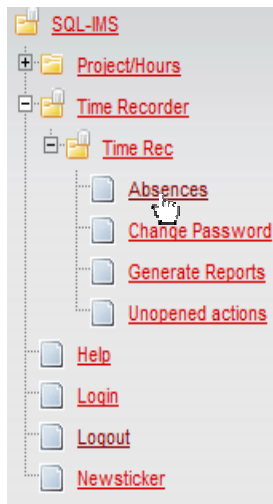 SQL-IMS
Project/Hours
Time Recorder
Time Rec
Absences
Change Password
Generate Reports
Unopened actions
Help
Login
Logout
Newsticker